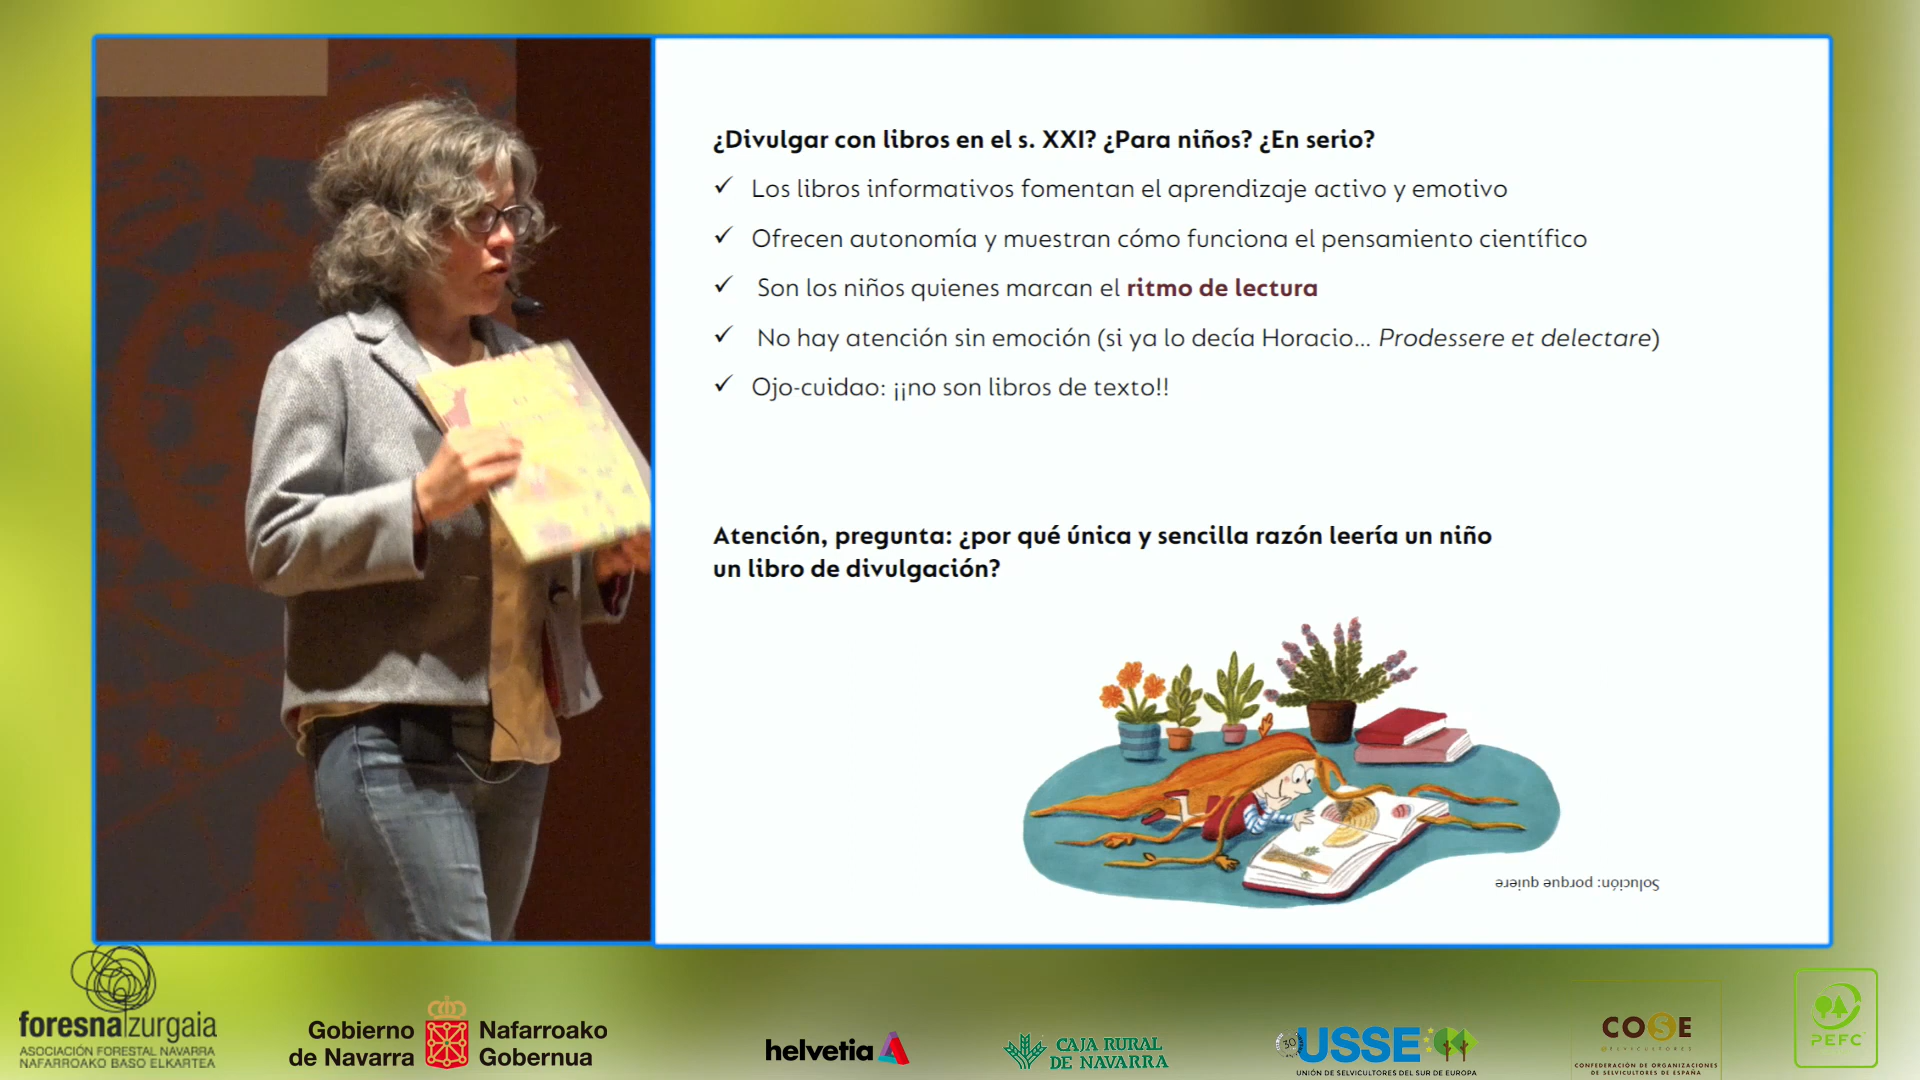 ¿Divulgar con libros en el s. XXI? ¿Para niños? ¿En serio?
✓ Los libros informativos fomentan el aprendizaje activo y emotivo
✓ Ofrecen autonomía y muestran cómo funciona el pensamiento científico
✓ Son los niños quienes marcan el ritmo de lectura
✓ No hay atención sin emoción (si ya lo decía Horacio... Prodessere et delectare)
✓ Ojo-cuidao: ¡¡no son libros de texto!!
Atención, pregunta: ¿por qué única y sencilla razón leería un niño
un libro de divulgación?
Solución: porque quiere
foresna|zurgaia
ASOCIACIÓN FORESTAL NAVARRA
NAFARROAKO BASO ELKARTEA
Gobierno
de Navarra
Nafarroako
Gobernua
helvetia
CAJA RURAL
DE NAVARRA
30
USSE
UNIÓN DE SELVICULTORES DEL SUR DE EUROPA
COSE
CONFEDERACIÓN DE ORGANIZACIONES
DE SELVICULTORES DE ESPAÑA
PEFC